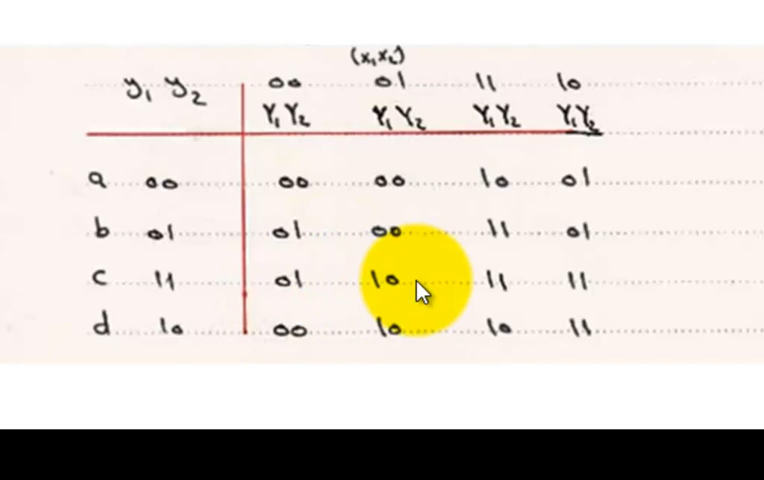 (x₁x₂)
y₁ y₂ 00 01 11 10
Y₁Y₂ Y₁Y₂ Y₁Y₂ Y₁Y₂
a 00 00 00 10 01
b 01 01 00 11 01
c 11 01 10 11 11
d 10 00 10 10 11